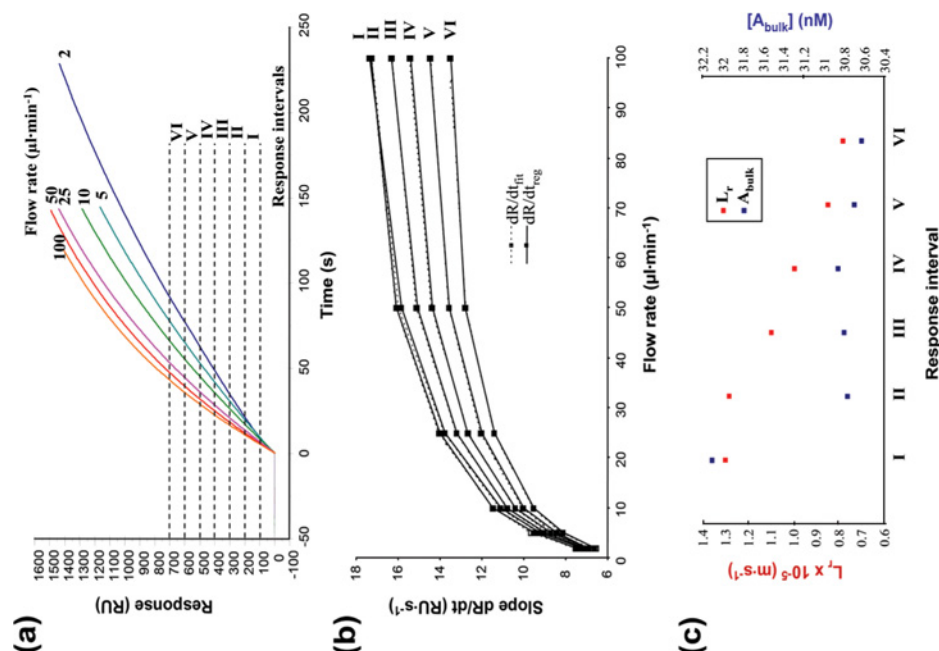 (a)
Flow rate (µl·min⁻¹)
50
25
100
10
5
2
1600
1500
1400
1300
1200
1100
1000
900
800
700
600
500
400
300
200
100
0
-100
Response (RU)
VI
V
IV
III
II
I
Response intervals
-50
0
50
100
150
200
250
Time (s)
(b)
18
16
14
12
10
8
6
Slope dR/dt (RU·s⁻¹)
I
II
III
IV
V
VI
dR/dt_fit
dR/dt_reg
0
10
20
30
40
50
60
70
80
90
100
Flow rate (µl·min⁻¹)
(c)
1.4
1.3
1.2
1.1
1.0
0.9
0.8
0.7
0.6
0.5
0.4
L_r x 10⁻⁵ (m·s⁻¹)
L_r
A_bulk
32.2
32
31.8
31.6
31.4
31.2
31
30.8
30.6
30.4
[A_bulk] (nM)
I
II
III
IV
V
VI
Response interval